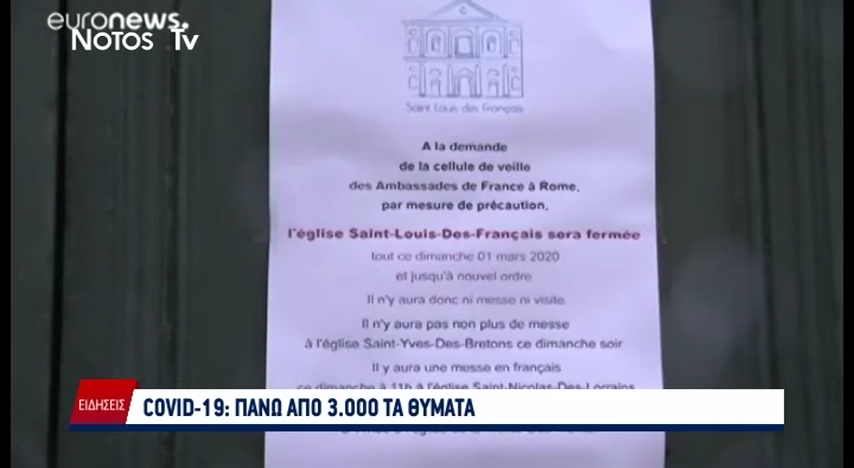 euronews.
NOTOS TV
Saint Louis des Français
A la demande
de la cellule de veille
des Ambassades de France à Rome,
par mesure de précaution,
l'église Saint-Louis-Des-Français sera fermée
tout ce dimanche 01 mars 2020
et jusqu'à nouvel ordre
Il n'y aura donc ni messe ni visite.
Il n'y aura pas non plus de messe
à l'église Saint-Yves-Des-Bretons ce dimanche soir
Il y aura une messe en français
ce dimanche à 11h à l'église Saint-Nicolas-Des-Lorrains
ΕΙΔΗΣΕΙΣ
COVID-19: ΠΑΝΩ ΑΠΟ 3.000 ΤΑ ΘΥΜΑΤΑ